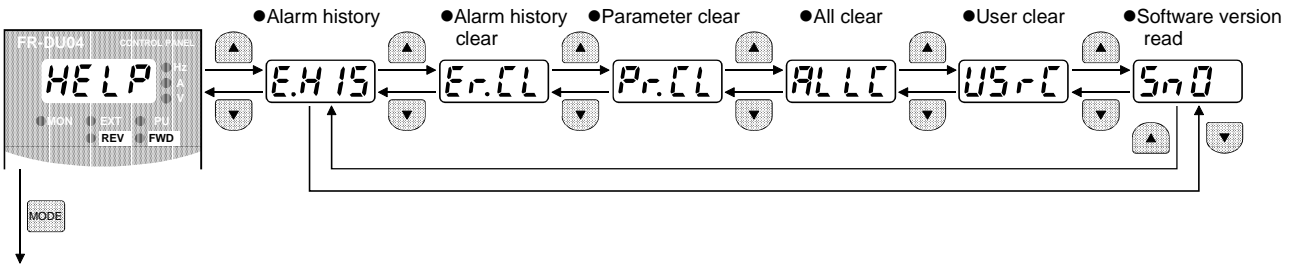 ●Alarm history
●Alarm history clear
●Parameter clear
●All clear
●User clear
●Software version read
FR-DU04 CONTROL PANEL
HELP
Hz
A
V
E.HIS
Er.CL
Pr.CL
ALLC
USrC
Sn0
●MON ●EXT ●PU
●REV ●FWD
MODE